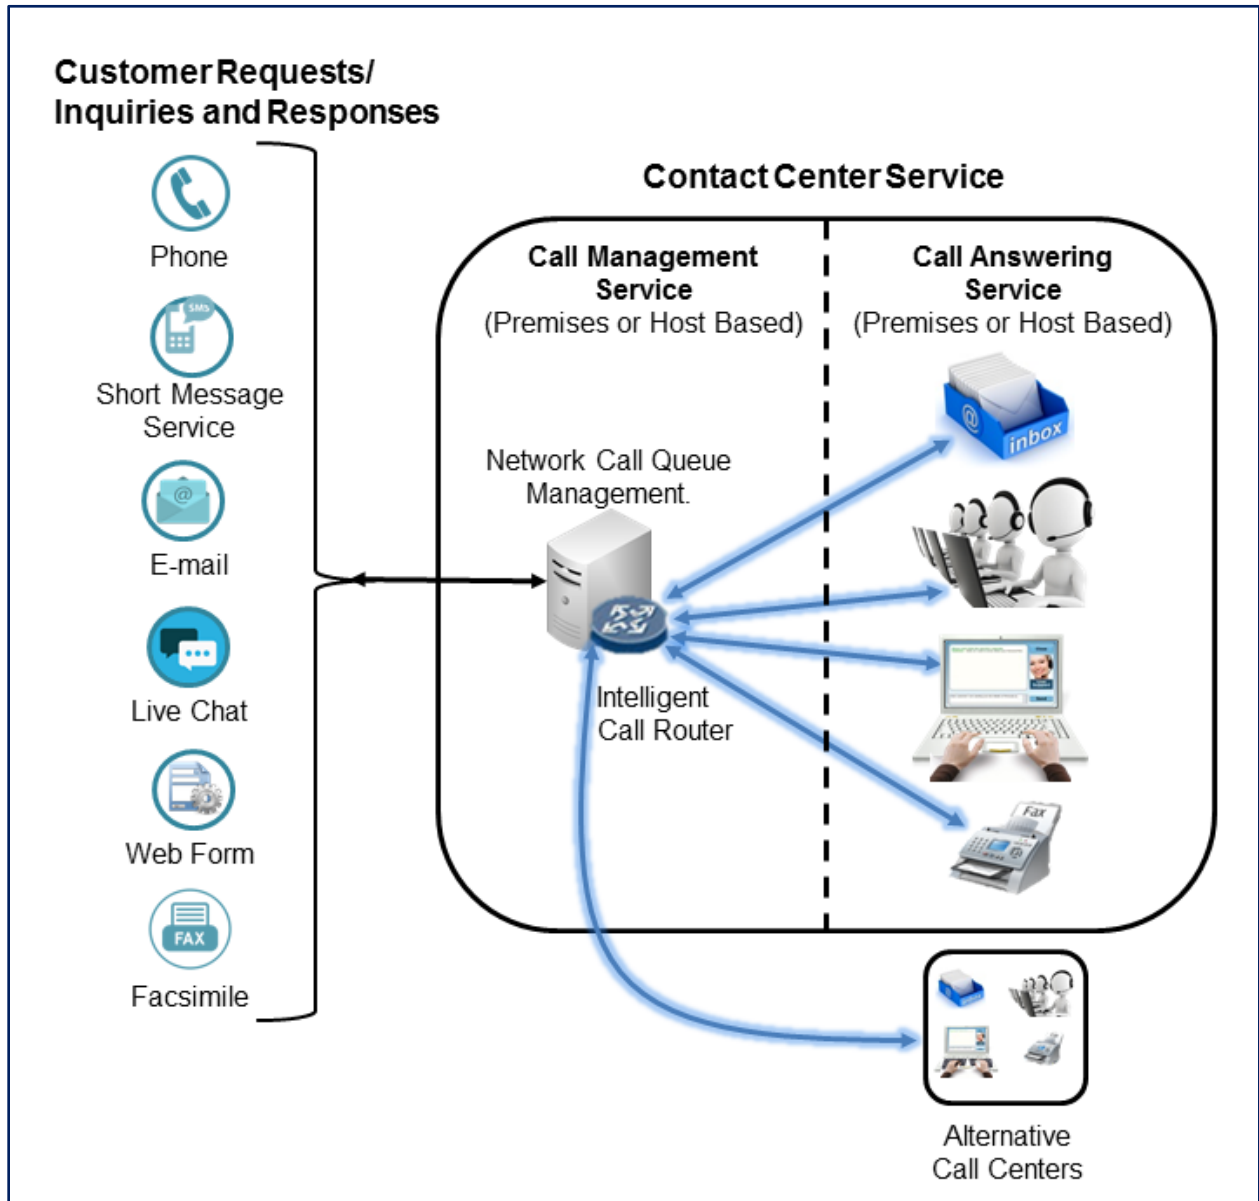 Customer Requests/
Inquiries and Responses
Phone
SMS
Short Message
Service
@
E-mail
Live Chat
Web Form
FAX
Facsimile
Contact Center Service
Call Management
Service
(Premises or Host Based)
Network Call Queue
Management.
Intelligent
Call Router
Call Answering
Service
(Premises or Host Based)
@
inbox
Fax
Alternative
Call Centers